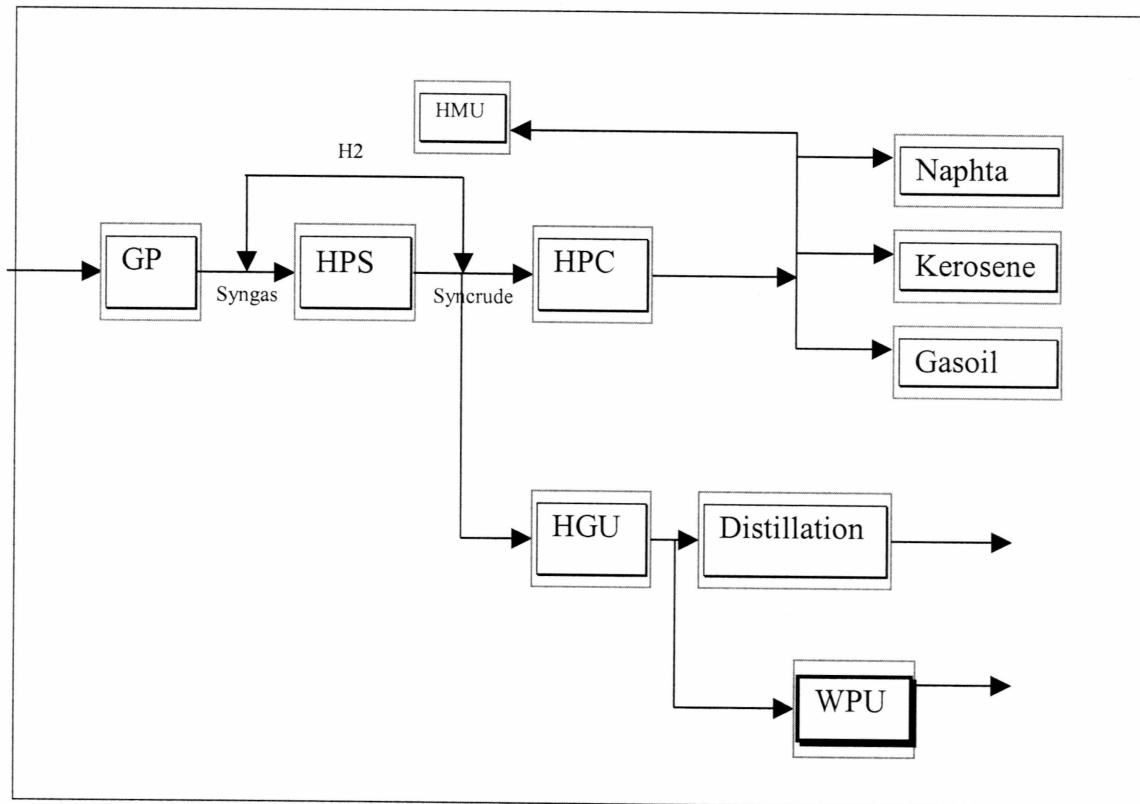 HMU
H2
Naphta
GP
HPS
HPC
Kerosene
Syngas
Syncrude
Gasoil
HGU
Distillation
WPU